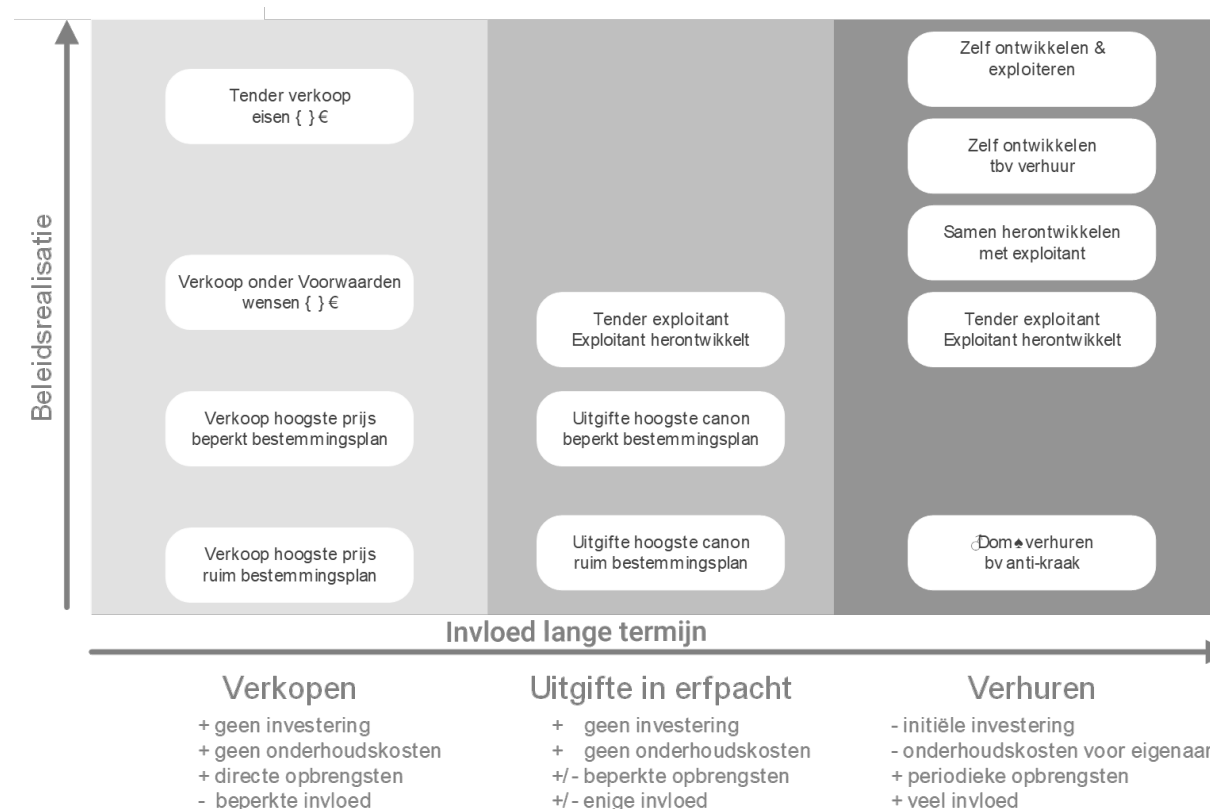 Beleidsrealisatie
Tender verkoop
eisen { } €
Verkoop onder Voorwaarden
wensen { } €
Verkoop hoogste prijs
beperkt bestemmingsplan
Verkoop hoogste prijs
ruim bestemmingsplan
Tender exploitant
Exploitant herontwikkelt
Uitgifte hoogste canon
beperkt bestemmingsplan
Uitgifte hoogste canon
ruim bestemmingsplan
Zelf ontwikkelen &
exploiteren
Zelf ontwikkelen
tbv verhuur
Samen herontwikkelen
met exploitant
Tender exploitant
Exploitant herontwikkelt
♂Dom♠verhuren
bv anti-kraak
Invloed lange termijn
Verkopen
+ geen investering
+ geen onderhoudskosten
+ directe opbrengsten
- beperkte invloed
Uitgifte in erfpacht
+ geen investering
+ geen onderhoudskosten
+/- beperkte opbrengsten
+/- enige invloed
Verhuren
- initiële investering
- onderhoudskosten voor eigenaar
+ periodieke opbrengsten
+ veel invloed